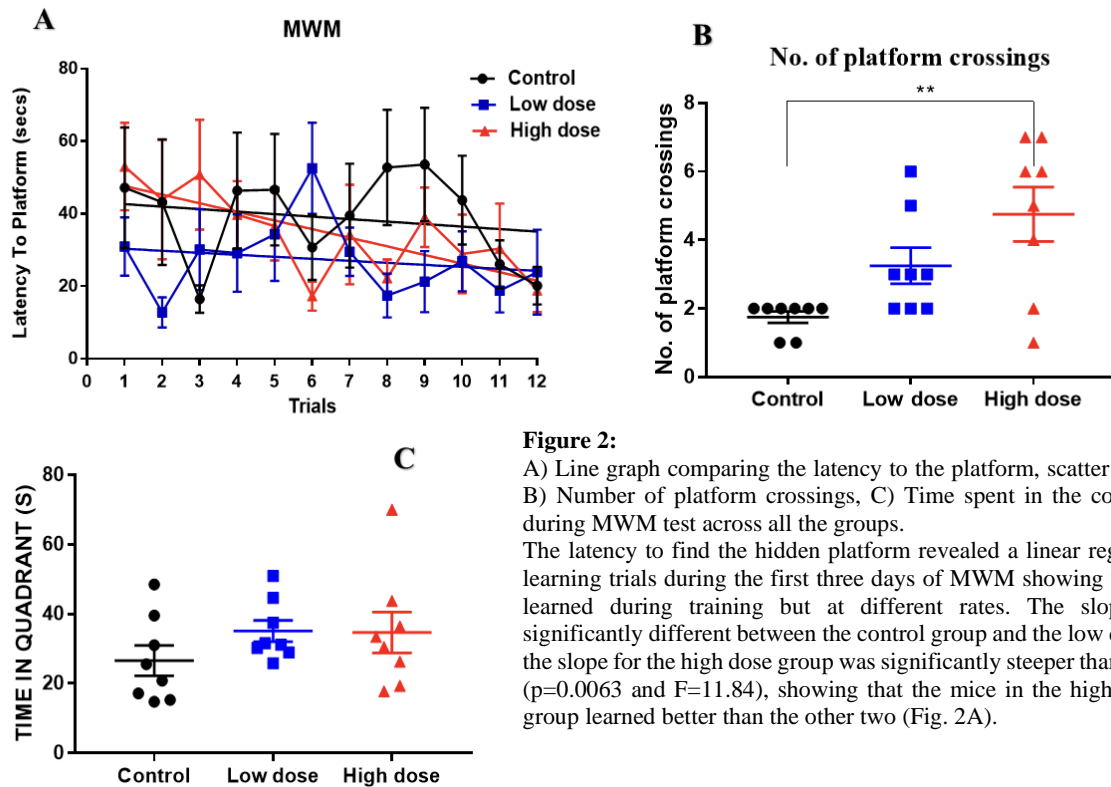 A
MWM
Latency To Platform (secs)
80
60
40
20
0
Control
Low dose
High dose
0 1 2 3 4 5 6 7 8 9 10 11 12
Trials
B
No. of platform crossings
**
No. of platform crossings
8
6
4
2
0
Control Low dose High dose
C
TIME IN QUADRANT (S)
80
60
40
20
0
Control Low dose High dose
Figure 2:
A) Line graph comparing the latency to the platform, scatter
B) Number of platform crossings, C) Time spent in the co
during MWM test across all the groups.
The latency to find the hidden platform revealed a linear reg
learning trials during the first three days of MWM showing
learned during training but at different rates. The slop
significantly different between the control group and the low
the slope for the high dose group was significantly steeper than
(p=0.0063 and F=11.84), showing that the mice in the high
group learned better than the other two (Fig. 2A).